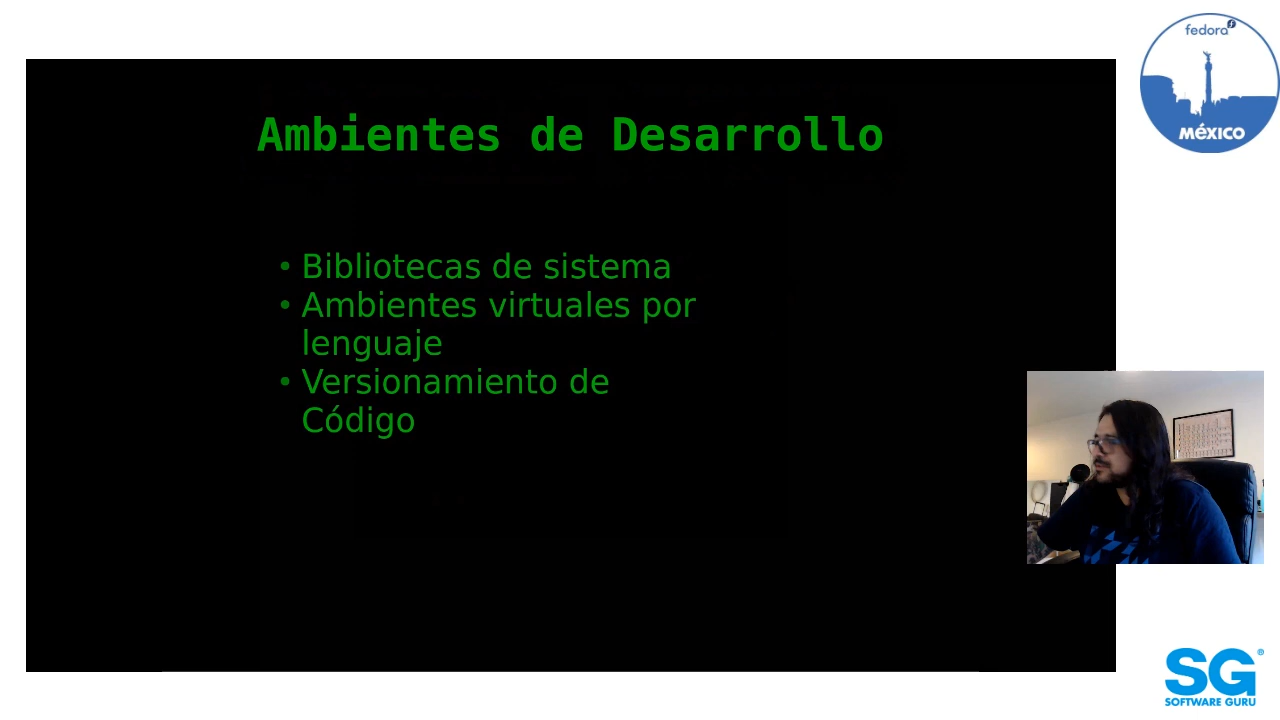 fedora
MÉXICO
Ambientes de Desarrollo
• Bibliotecas de sistema
• Ambientes virtuales por
lenguaje
• Versionamiento de
Código
SG®
SOFTWARE GURU